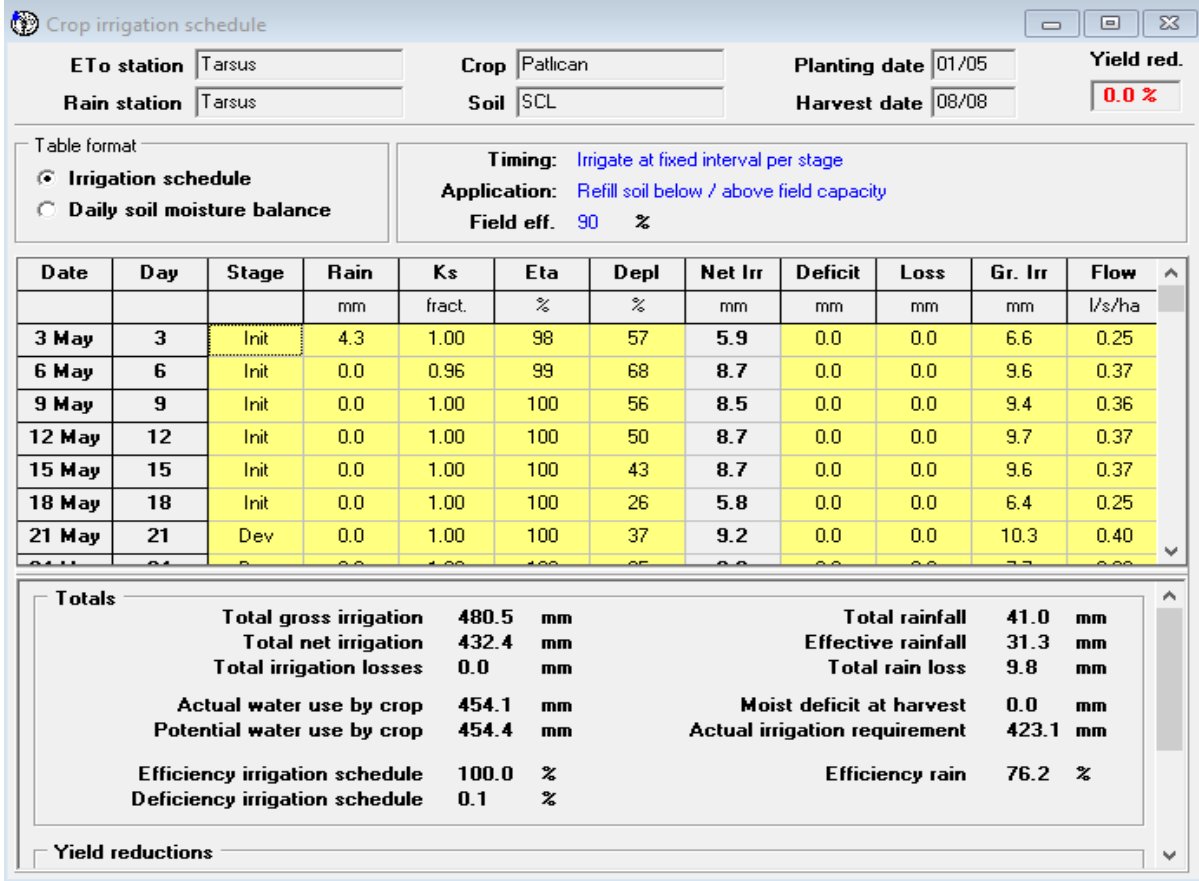 Crop irrigation schedule
ETo station Tarsus Crop Patlican Planting date 01/05 Yield red.
Rain station Tarsus Soil SCL Harvest date 08/08 0.0 %
Table format
Irrigation schedule
Daily soil moisture balance
Timing: Irrigate at fixed interval per stage
Application: Refill soil below / above field capacity
Field eff. 90 %
Date Day Stage Rain Ks Eta Depl Net Irr Deficit Loss Gr. Irr Flow
mm fract. % % mm mm mm mm l/s/ha
3 May 3 Init 4.3 1.00 98 57 5.9 0.0 0.0 6.6 0.25
6 May 6 Init 0.0 0.96 99 68 8.7 0.0 0.0 9.6 0.37
9 May 9 Init 0.0 1.00 100 56 8.5 0.0 0.0 9.4 0.36
12 May 12 Init 0.0 1.00 100 50 8.7 0.0 0.0 9.7 0.37
15 May 15 Init 0.0 1.00 100 43 8.7 0.0 0.0 9.6 0.37
18 May 18 Init 0.0 1.00 100 26 5.8 0.0 0.0 6.4 0.25
21 May 21 Dev 0.0 1.00 100 37 9.2 0.0 0.0 10.3 0.40
Totals
Total gross irrigation 480.5 mm Total rainfall 41.0 mm
Total net irrigation 432.4 mm Effective rainfall 31.3 mm
Total irrigation losses 0.0 mm Total rain loss 9.8 mm
Actual water use by crop 454.1 mm Moist deficit at harvest 0.0 mm
Potential water use by crop 454.4 mm Actual irrigation requirement 423.1 mm
Efficiency irrigation schedule 100.0 % Efficiency rain 76.2 %
Deficiency irrigation schedule 0.1 %
Yield reductions